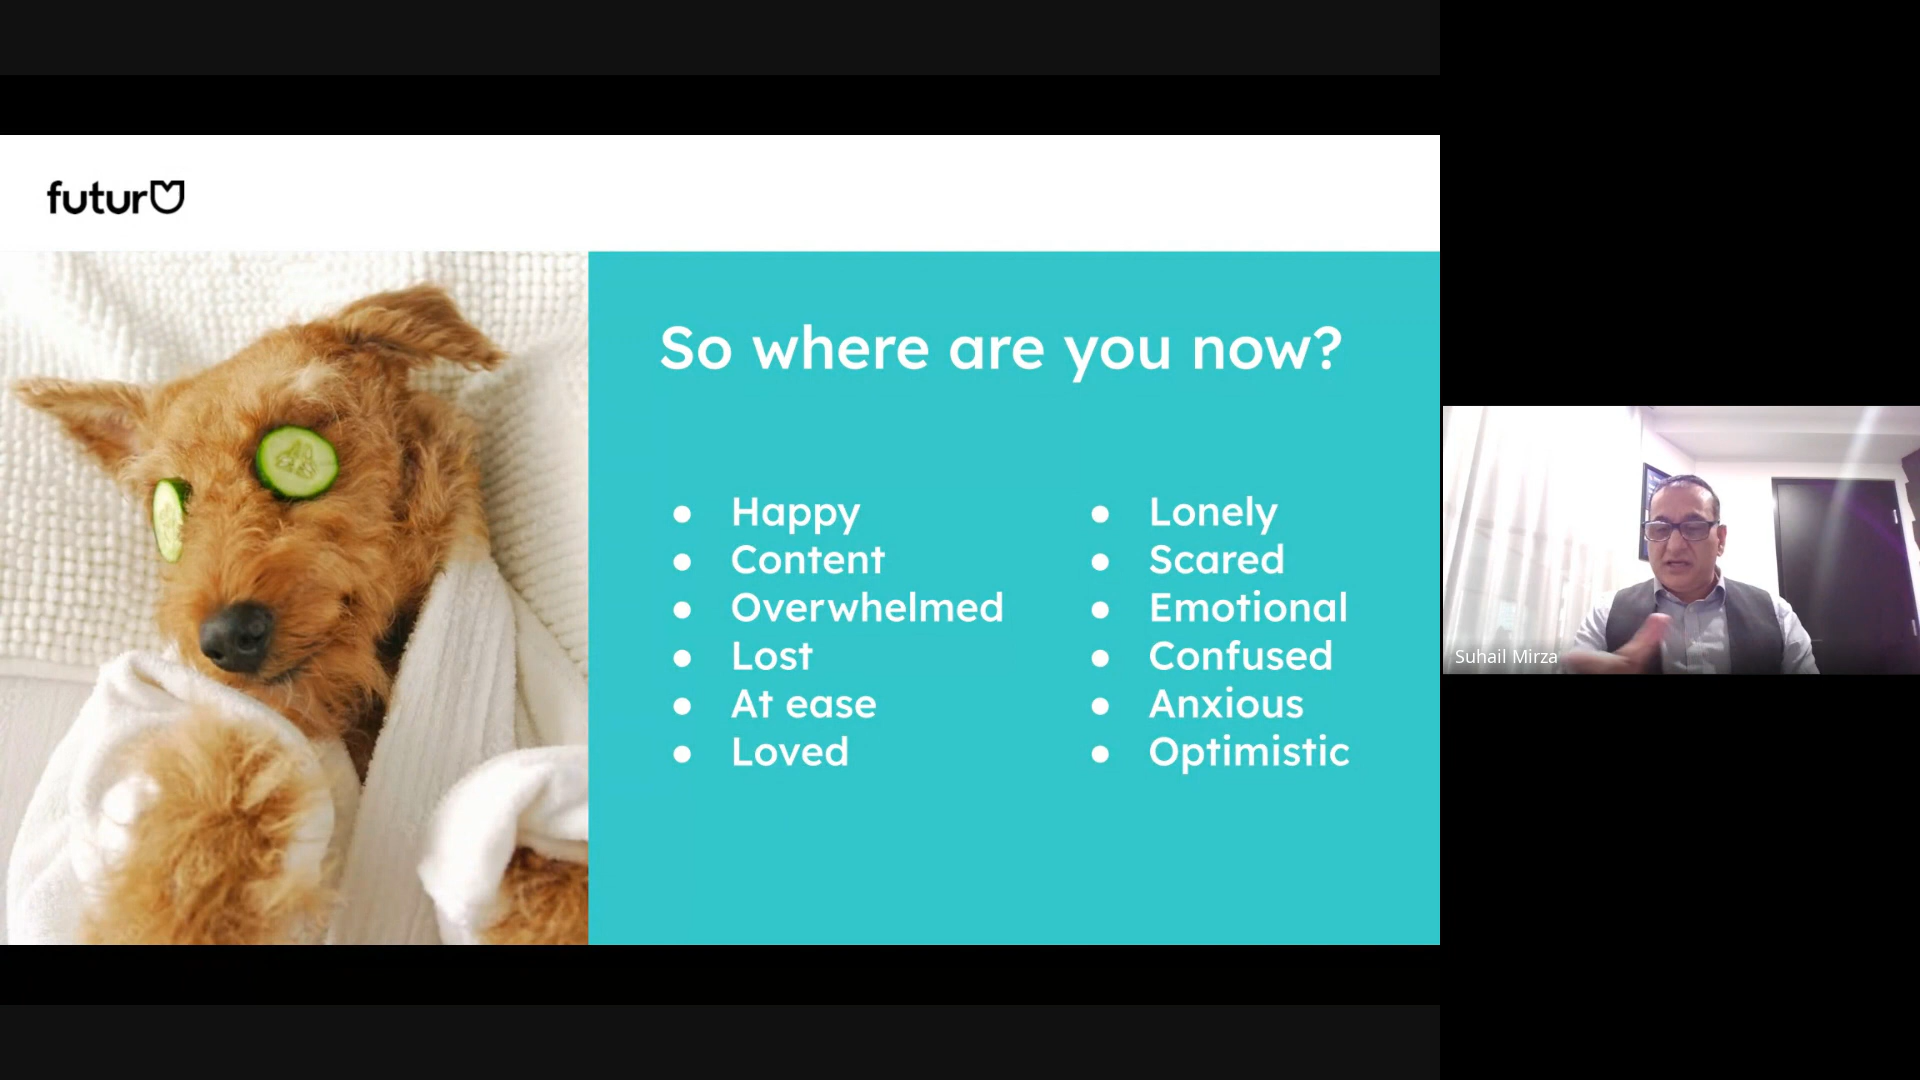 futurU
So where are you now?
● Happy
● Content
● Overwhelmed
● Lost
● At ease
● Loved
● Lonely
● Scared
● Emotional
● Confused
● Anxious
● Optimistic
Suhail Mirza